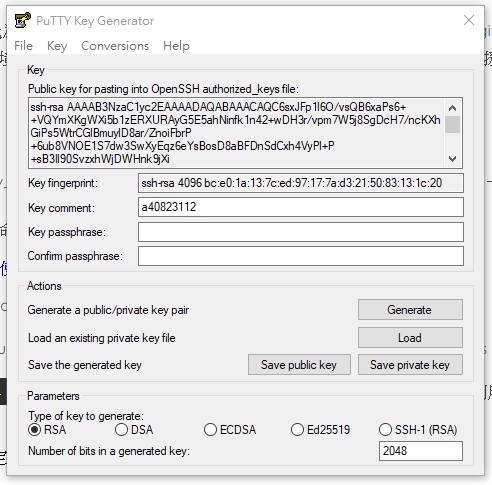 PuTTY Key Generator
File Key Conversions Help
Key
Public key for pasting into OpenSSH authorized_keys file:
ssh-rsa AAAAB3NzaC1yc2EAAAADAQABAAACAQC6sxJFp1l6O/vsQB6xaPs6+
+VQYmXKgWXi5b1zERXURAyG5E5ahNinfk1n42+wDH3r/vpm7W5j8SgDcH7/ncKXh
GiPs5WtrCGlBmuylD8ar/ZnoiFbrP
+6ub8VNOE1S7dw3SwXyEqz6eYsBosD8aBFDnSdCxh4VyPl+P
+sB3ll90SvzxhWjDWHnk9jXi
Key fingerprint: ssh-rsa 4096 bc:e0:1a:13:7c:ed:97:17:7a:d3:21:50:83:13:1c:20
Key comment: a40823112
Key passphrase:
Confirm passphrase:
Actions
Generate a public/private key pair Generate
Load an existing private key file Load
Save the generated key Save public key Save private key
Parameters
Type of key to generate:
RSA DSA ECDSA Ed25519 SSH-1 (RSA)
Number of bits in a generated key: 2048